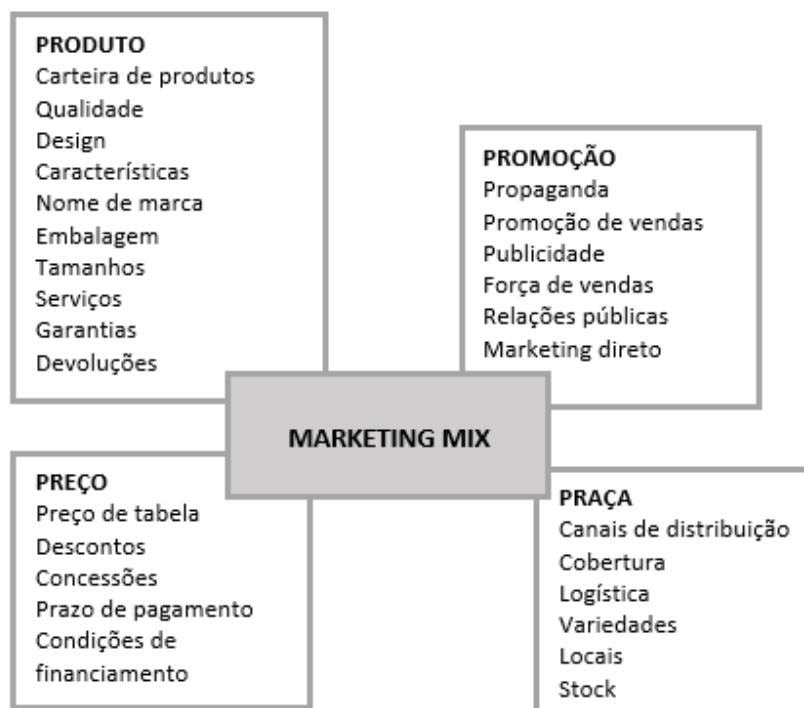 PRODUTO
Carteira de produtos
Qualidade
Design
Características
Nome de marca
Embalagem
Tamanhos
Serviços
Garantias
Devoluções
PROMOÇÃO
Propaganda
Promoção de vendas
Publicidade
Força de vendas
Relações públicas
Marketing direto
MARKETING MIX
PREÇO
Preço de tabela
Descontos
Concessões
Prazo de pagamento
Condições de
financiamento
PRAÇA
Canais de distribuição
Cobertura
Logística
Variedades
Locais
Stock